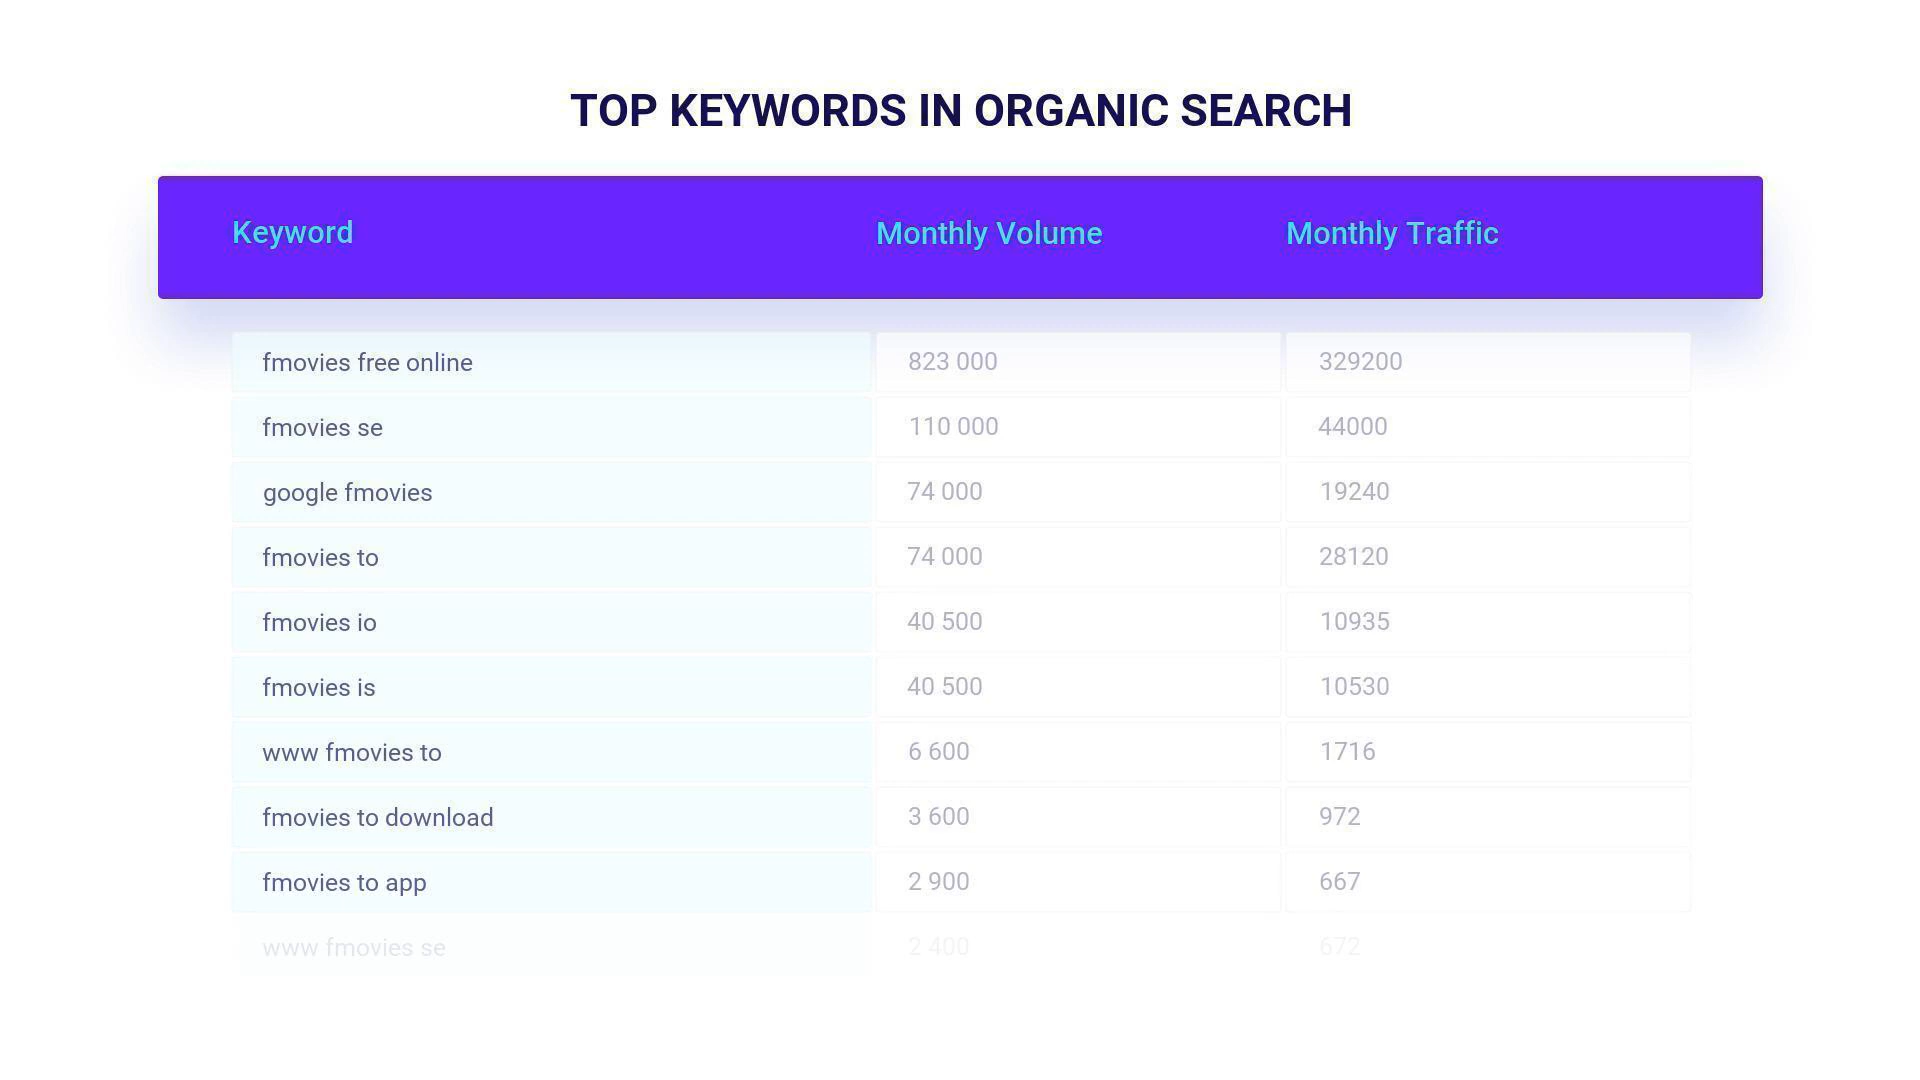 TOP KEYWORDS IN ORGANIC SEARCH
Keyword Monthly Volume Monthly Traffic
fmovies free online 823 000 329200
fmovies se 110 000 44000
google fmovies 74 000 19240
fmovies to 74 000 28120
fmovies io 40 500 10935
fmovies is 40 500 10530
www fmovies to 6 600 1716
fmovies to download 3 600 972
fmovies to app 2 900 667
www fmovies se 2 400 672